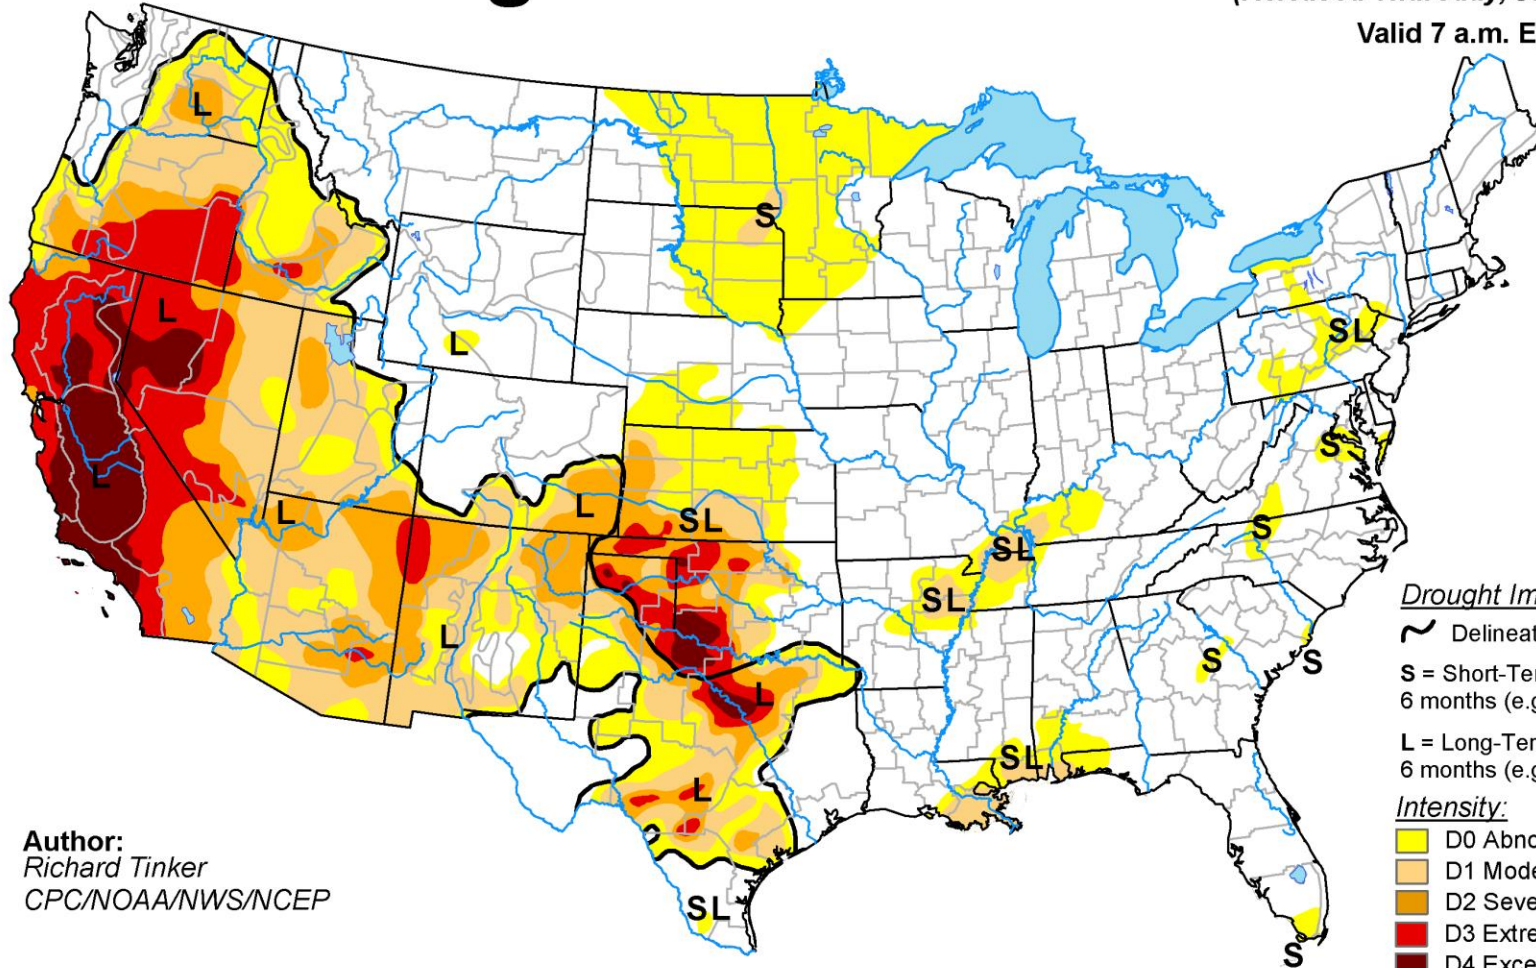 Valid 7 a.m. E
L
S
L
L
SL
S
L
L
L
SL
S
SL
SL
L
S
S
L
SL
L
SL
S
Drought Im
Delineat
S = Short-Ter
6 months (e.g
L = Long-Ter
6 months (e.g
Intensity:
D0 Abno
D1 Mode
D2 Seve
D3 Extre
D4 Exce
Author:
Richard Tinker
CPC/NOAA/NWS/NCEP